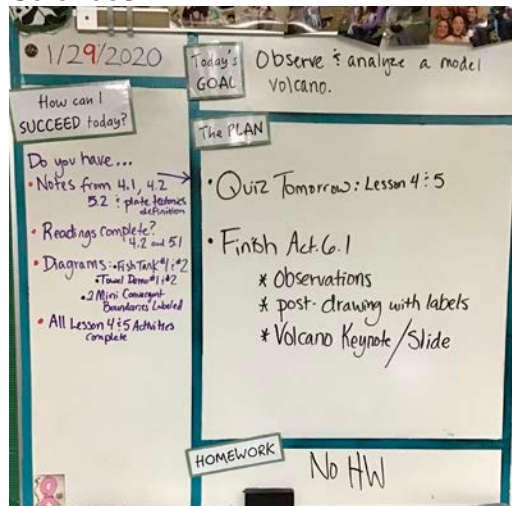 1/29/2020
Today's
GOAL
Observe & analyze a model
volcano.
How can I
SUCCEED today?
Do you have...
• Notes from 4.1, 4.2
5.2 & plate tectonics
definition
• Readings complete?
4.2 and 5.1
• Diagrams: • Fish Tank #1 & #2
• Towel Demo #1 & #2
• 2 Mini Convergent
Boundaries Labeled
• All Lesson 4 & 5 Activities
complete
The PLAN
• Quiz Tomorrow: Lesson 4 & 5
• Finish Act. 6.1
* Observations
* post-drawing with labels
* Volcano Keynote/Slide
HOMEWORK
No HW